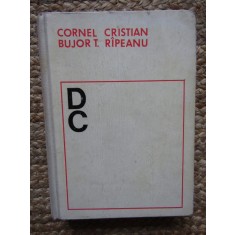 CORNEL CRISTIAN
BUJOR T. RÎPEANU
D
C